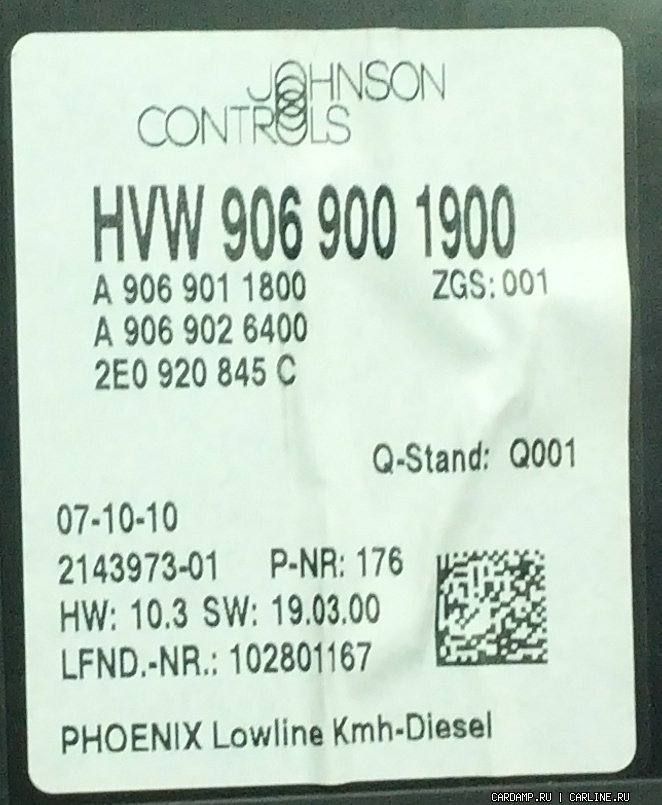 JOHNSON
CONTROLS
HVW 906 900 1900
A 906 901 1800 ZGS: 001
A 906 902 6400
2E0 920 845 C
Q-Stand: Q001
07-10-10
2143973-01 P-NR: 176
HW: 10.3 SW: 19.03.00
LFND.-NR.: 102801167
PHOENIX Lowline Kmh-Diesel
CARDAMP.RU | CARLINE.RU